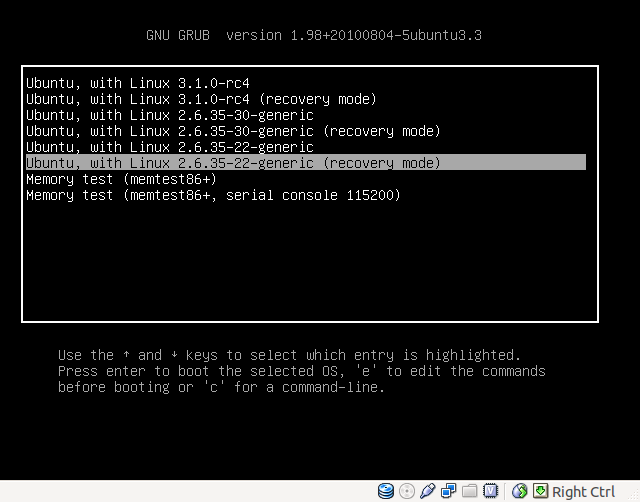 GNU GRUB  version 1.98+20100804-5ubuntu3.3
Ubuntu, with Linux 3.1.0-rc4
Ubuntu, with Linux 3.1.0-rc4 (recovery mode)
Ubuntu, with Linux 2.6.35-30-generic
Ubuntu, with Linux 2.6.35-30-generic (recovery mode)
Ubuntu, with Linux 2.6.35-22-generic
Ubuntu, with Linux 2.6.35-22-generic (recovery mode)
Memory test (memtest86+)
Memory test (memtest86+, serial console 115200)
Use the ↑ and ↓ keys to select which entry is highlighted.
Press enter to boot the selected OS, 'e' to edit the commands
before booting or 'c' for a command-line.
Right Ctrl